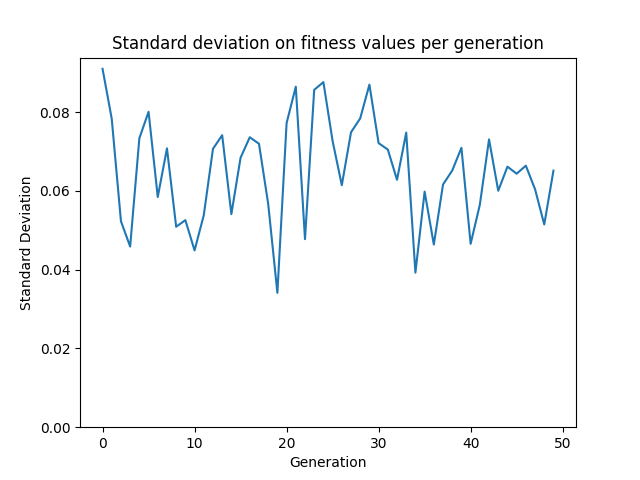 Standard deviation on fitness values per generation
Standard Deviation
0.08
0.06
0.04
0.02
0.00
0 10 20 30 40 50
Generation